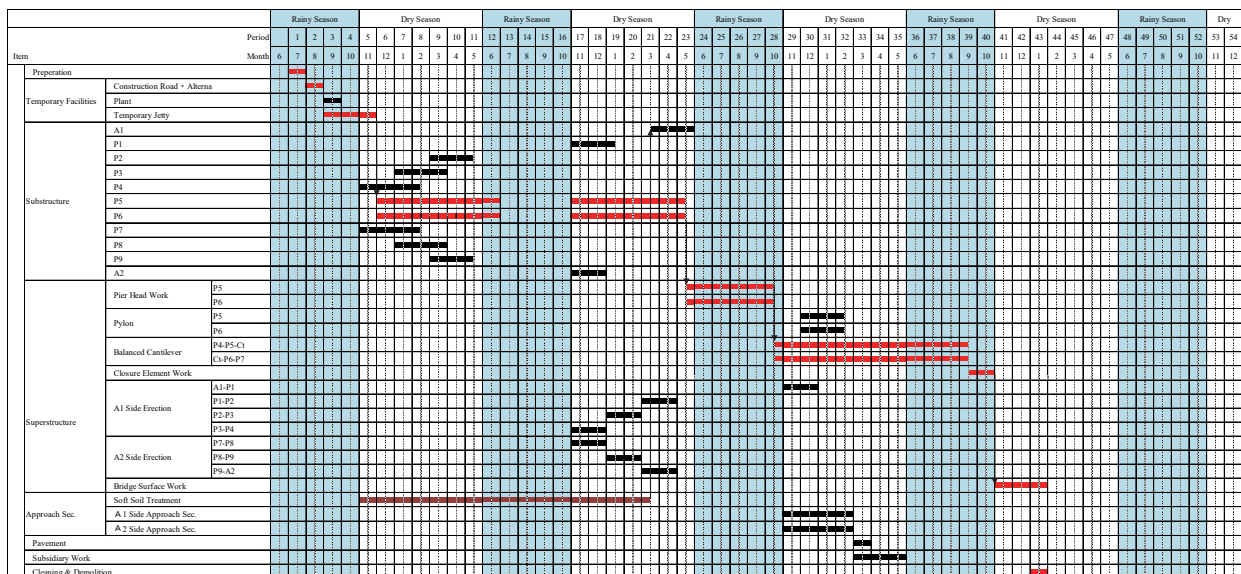 Rainy Season Dry Season Rainy Season Dry Season Rainy Season Dry Season Rainy Season Dry Season Rainy Season Dry
Period 1 2 3 4 5 6 7 8 9 10 11 12 13 14 15 16 17 18 19 20 21 22 23 24 25 26 27 28 29 30 31 32 33 34 35 36 37 38 39 40 41 42 43 44 45 46 47 48 49 50 51 52 53 54
Item Month 6 7 8 9 10 11 12 1 2 3 4 5 6 7 8 9 10 11 12 1 2 3 4 5 6 7 8 9 10 11 12 1 2 3 4 5 6 7 8 9 10 11 12 1 2 3 4 5 6 7 8 9 10 11 12
Preperation
Temporary Facilities
Construction Road・Alterna
Plant
Temporary Jetty
Substructure
A1
P1
P2
P3
P4
P5
P6
P7
P8
P9
A2
Superstructure
Pier Head Work
P5
P6
Pylon
P5
P6
Balanced Cantilever
P4-P5-Ct
Ct-P6-P7
Closure Element Work
A1 Side Erection
A1-P1
P1-P2
P2-P3
P3-P4
A2 Side Erection
P7-P8
P8-P9
P9-A2
Bridge Surface Work
Approach Sec.
Soft Soil Treatment
Ａ1 Side Approach Sec.
Ａ2 Side Approach Sec.
Pavement
Subsidiary Work
Cleaning & Demolition